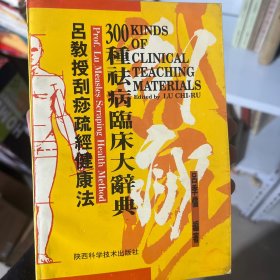 300種祛病臨床大辭典
KINDS
OF
CLINICAL
TEACHING
MATERIALS
Edited by LU CHI-RU
呂教授刮痧疏經健康法
Prof. Lu Measles Scraping Health Method
陕西科学技术出版社